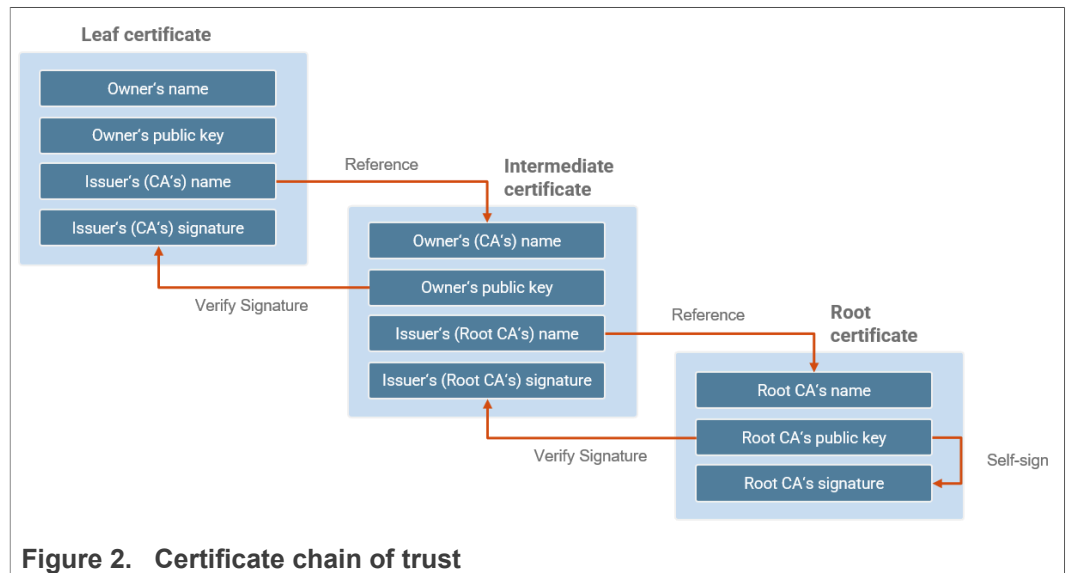 Leaf certificate
Owner's name
Owner's public key
Issuer's (CA's) name
Issuer's (CA's) signature
Reference
Intermediate
certificate
Owner's (CA's) name
Owner's public key
Issuer's (Root CA's) name
Issuer's (Root CA's) signature
Verify Signature
Reference
Root
certificate
Root CA's name
Root CA's public key
Root CA's signature
Verify Signature
Self-sign
Figure 2. Certificate chain of trust